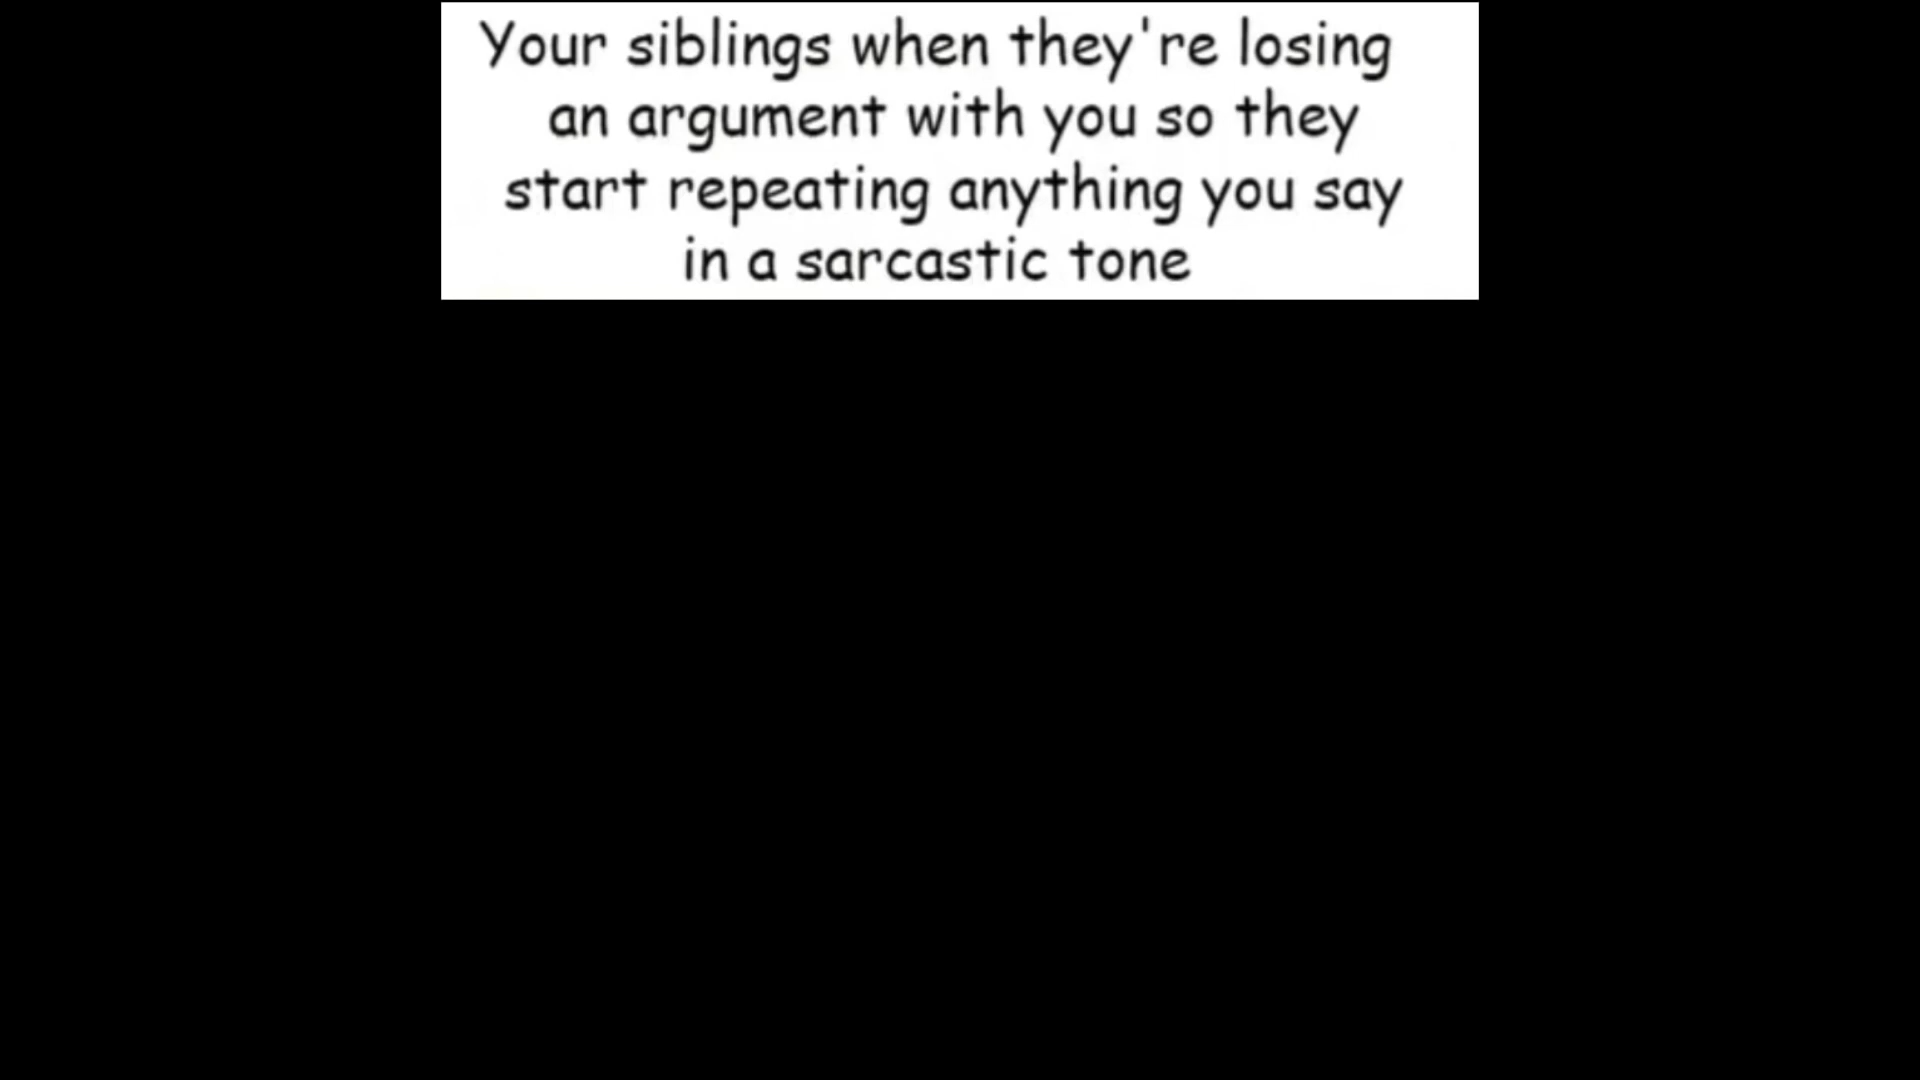 Your siblings when they're losing
an argument with you so they
start repeating anything you say
in a sarcastic tone